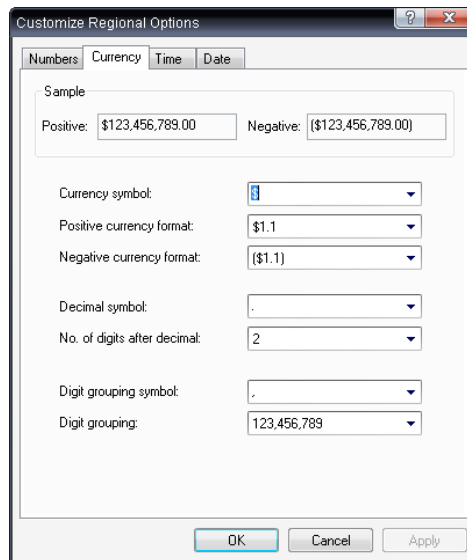 Customize Regional Options
?
Numbers Currency Time Date
Sample
Positive: $123,456,789.00 Negative: ($123,456,789.00)
Currency symbol: $
Positive currency format: $1.1
Negative currency format: ($1.1)
Decimal symbol: .
No. of digits after decimal: 2
Digit grouping symbol: ,
Digit grouping: 123,456,789
OK Cancel Apply